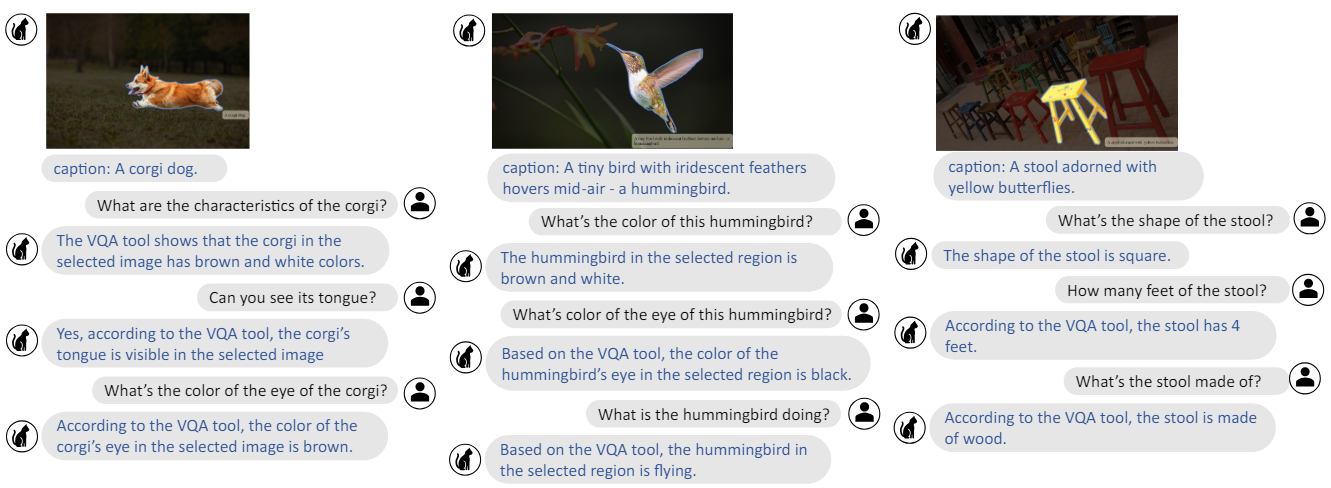 caption: A corgi dog.
What are the characteristics of the corgi?
The VQA tool shows that the corgi in the
selected image has brown and white colors.
Can you see its tongue?
Yes, according to the VQA tool, the corgi's
tongue is visible in the selected image
What's the color of the eye of the corgi?
According to the VQA tool, the color of the
corgi's eye in the selected image is brown.
caption: A tiny bird with iridescent feathers
hovers mid-air - a hummingbird.
What's the color of this hummingbird?
The hummingbird in the selected region is
brown and white.
What's color of the eye of this hummingbird?
Based on the VQA tool, the color of the
hummingbird's eye in the selected region is black.
What is the hummingbird doing?
Based on the VQA tool, the hummingbird in
the selected region is flying.
caption: A stool adorned with
yellow butterflies.
What's the shape of the stool?
The shape of the stool is square.
How many feet of the stool?
According to the VQA tool, the stool has 4
feet.
What's the stool made of?
According to the VQA tool, the stool is made
of wood.